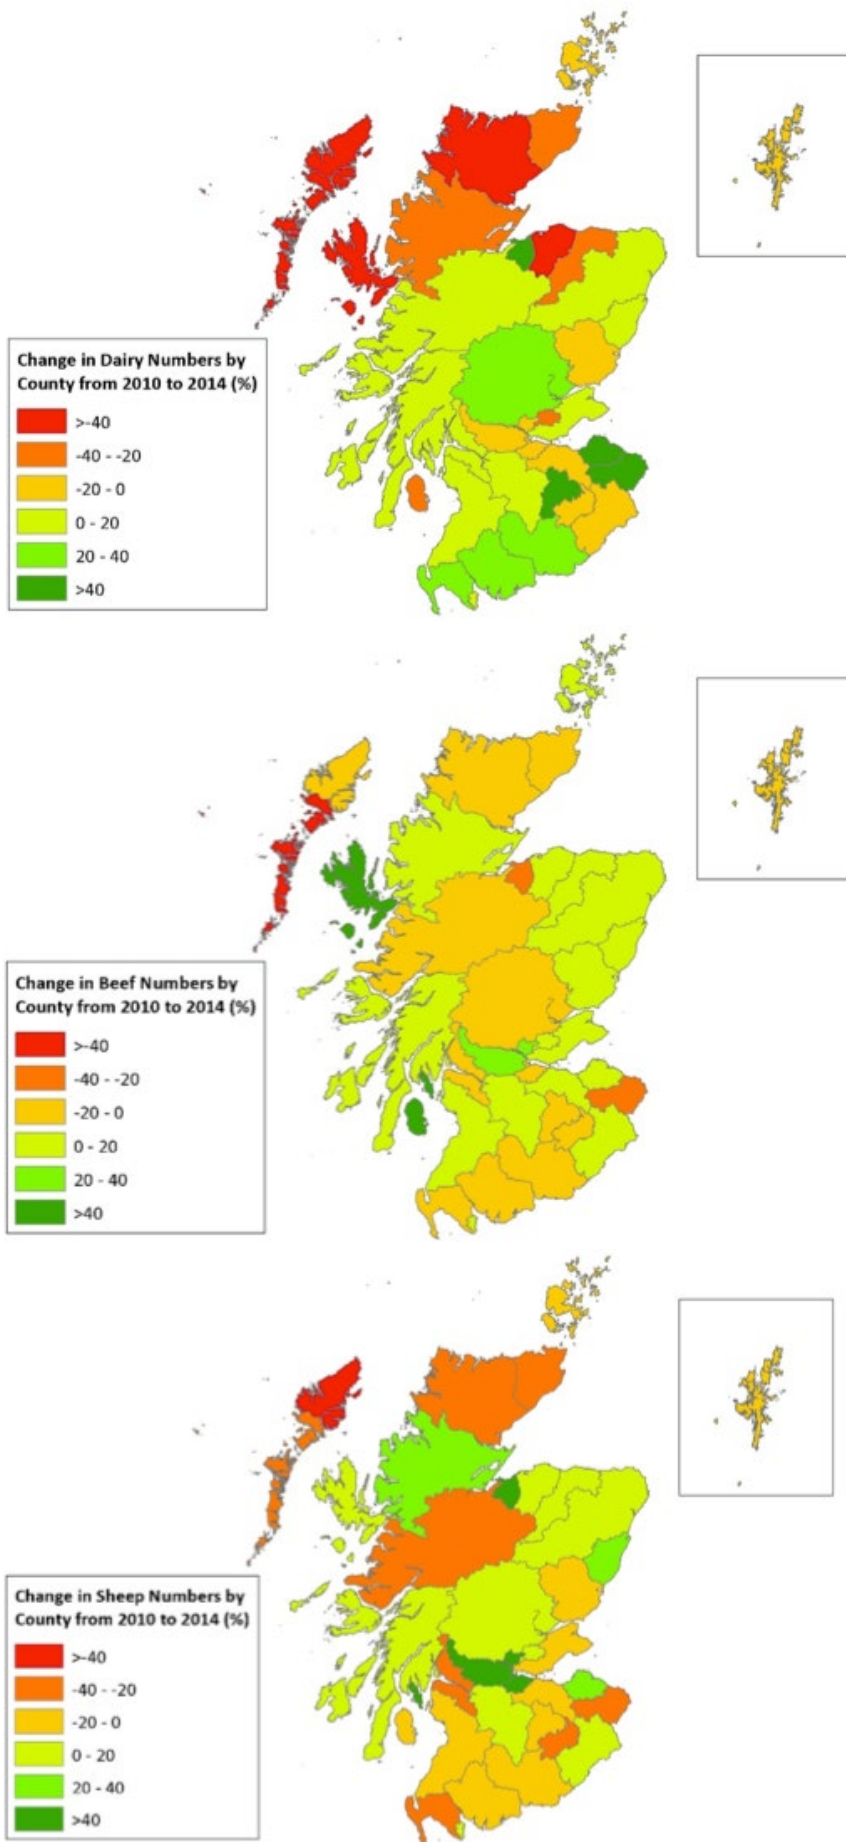 Change in Dairy Numbers by
County from 2010 to 2014 (%)
>-40
-40 - -20
-20 - 0
0 - 20
20 - 40
>40
Change in Beef Numbers by
County from 2010 to 2014 (%)
>-40
-40 - -20
-20 - 0
0 - 20
20 - 40
>40
Change in Sheep Numbers by
County from 2010 to 2014 (%)
>-40
-40 - -20
-20 - 0
0 - 20
20 - 40
>40